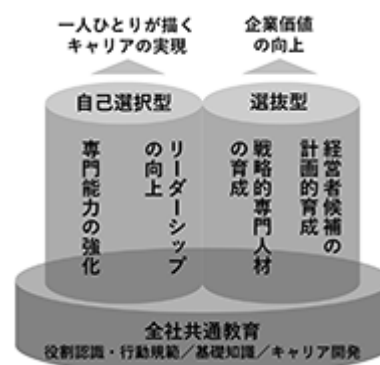 一人ひとりが描く
キャリアの実現
企業価値
の向上
自己選択型
選抜型
専門能力の強化
リーダーシップ
の向上
戦略的専門人材
の育成
経営者候補の
計画的育成
全社共通教育
役割認識・行動規範／基礎知識／キャリア開発